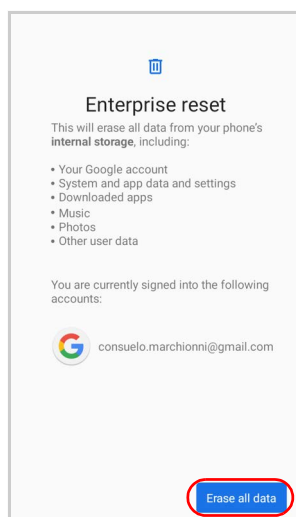 Enterprise reset
This will erase all data from your phone's
internal storage, including:
• Your Google account
• System and app data and settings
• Downloaded apps
• Music
• Photos
• Other user data
You are currently signed into the following
accounts:
consuelo.marchionni@gmail.com
Erase all data